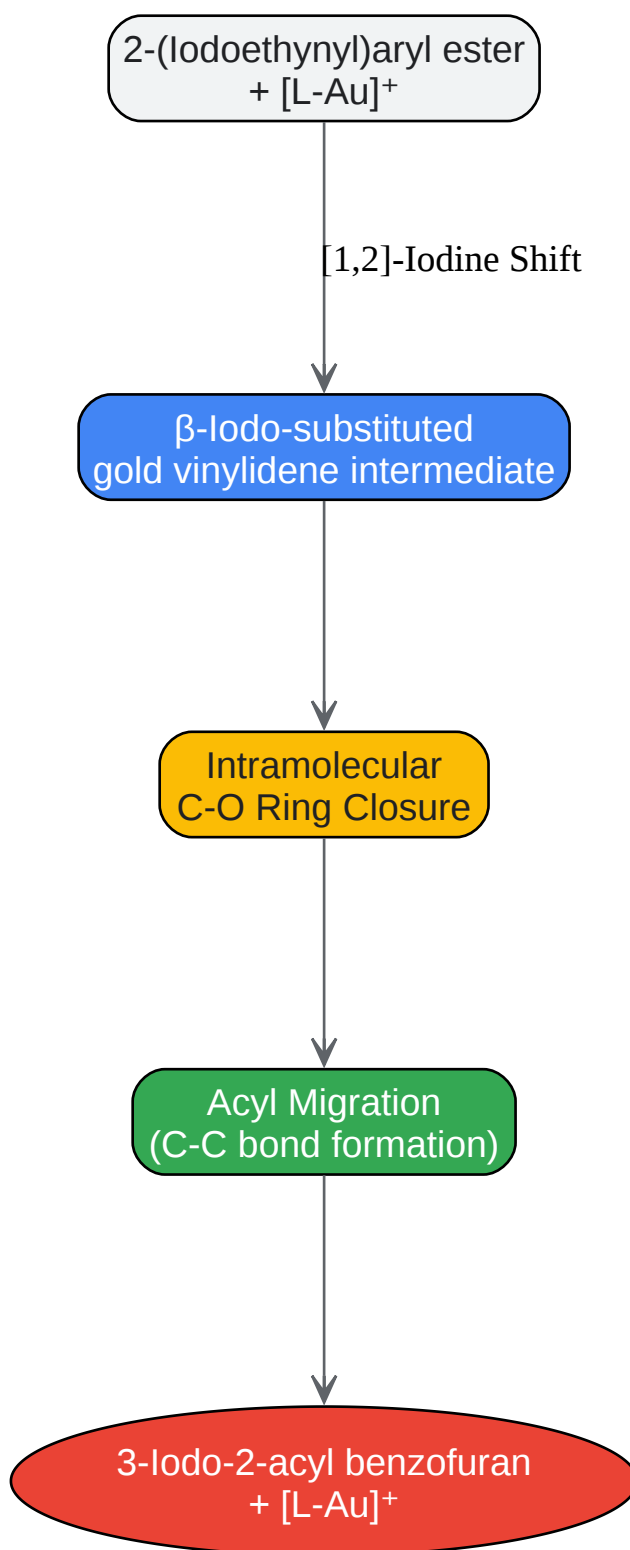 2-(Iodoethynyl)aryl ester
+ [L-Au]⁺
[1,2]-Iodine Shift
β-Iodo-substituted
gold vinylidene intermediate
Intramolecular
C-O Ring Closure
Acyl Migration
(C-C bond formation)
3-Iodo-2-acyl benzofuran
+ [L-Au]⁺